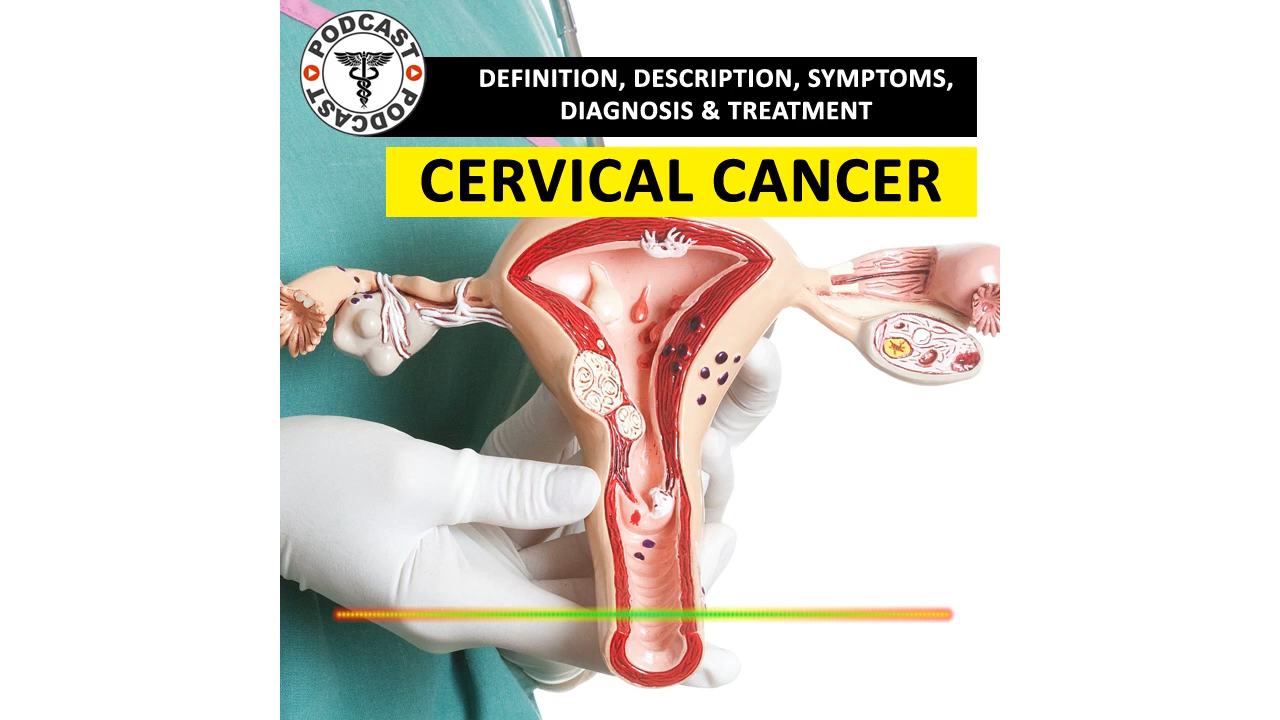 PODCAST
PODCAST
DEFINITION, DESCRIPTION, SYMPTOMS,
DIAGNOSIS & TREATMENT
CERVICAL CANCER